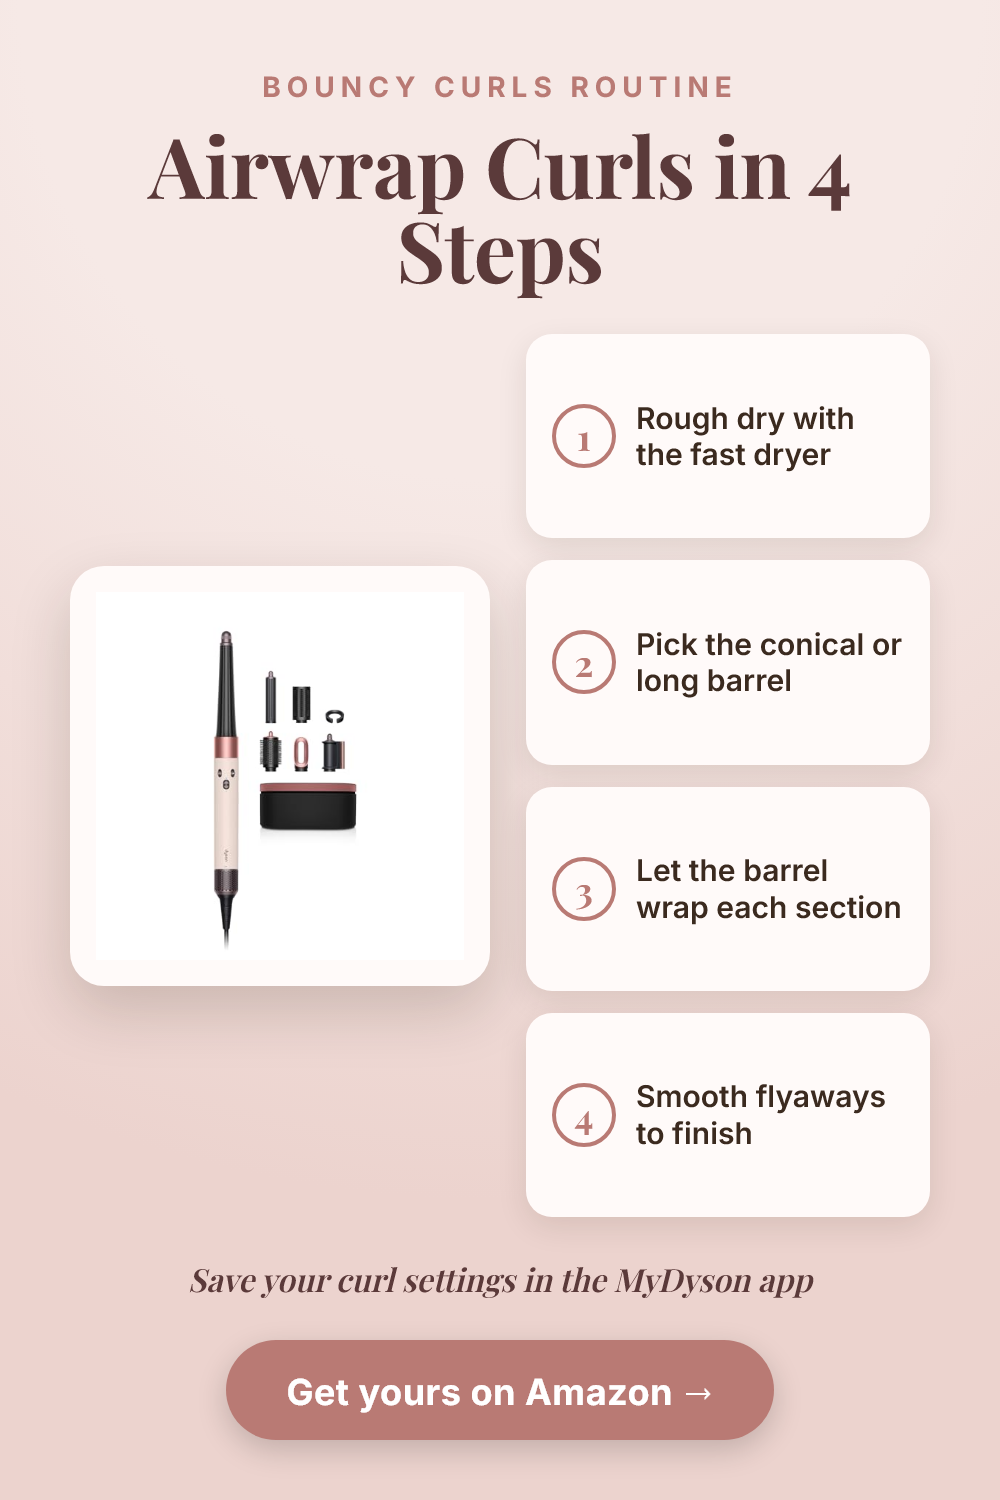 BOUNCY CURLS ROUTINE
Airwrap Curls in 4
Steps
1
Rough dry with
the fast dryer
2
Pick the conical or
long barrel
3
Let the barrel
wrap each section
4
Smooth flyaways
to finish
Save your curl settings in the MyDyson app
Get yours on Amazon →